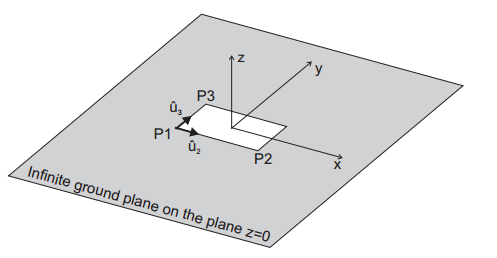 z
y
P3
û₃
P1
û₂
P2
x
Infinite ground plane on the plane z=0